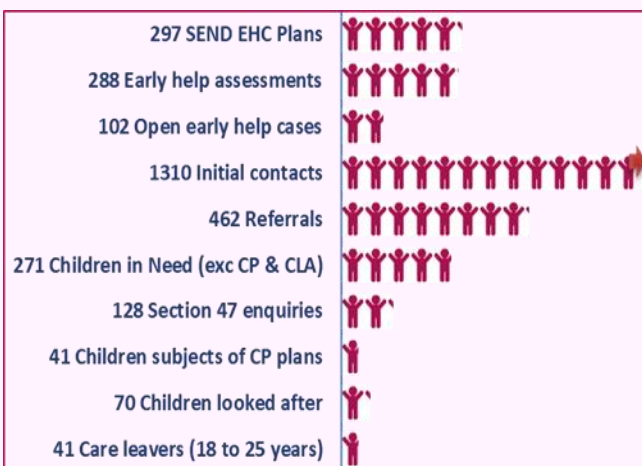 297 SEND EHC Plans
288 Early help assessments
102 Open early help cases
1310 Initial contacts
462 Referrals
271 Children in Need (exc CP & CLA)
128 Section 47 enquiries
41 Children subjects of CP plans
70 Children looked after
41 Care leavers (18 to 25 years)